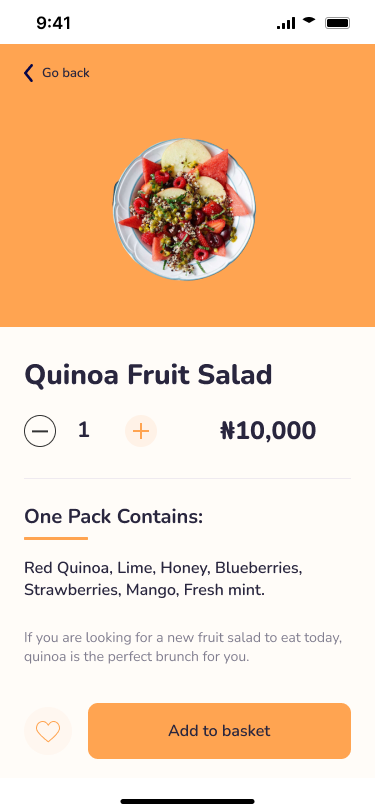 9:41
Go back
Quinoa Fruit Salad
1
₦10,000
One Pack Contains:
Red Quinoa, Lime, Honey, Blueberries,
Strawberries, Mango, Fresh mint.
If you are looking for a new fruit salad to eat today,
quinoa is the perfect brunch for you.
Add to basket